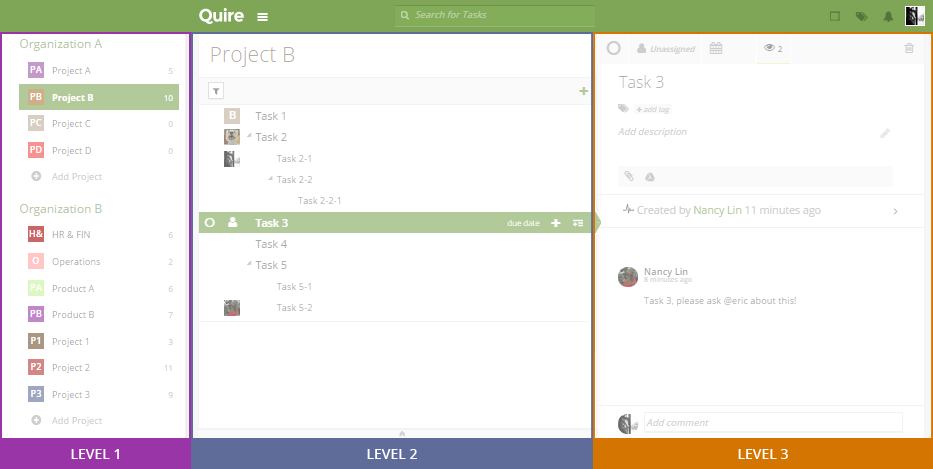 Quire
Search for Tasks
Organization A
PA Project A 5
PB Project B 10
PC Project C 0
PD Project D 0
Add Project
Organization B
H& HR & FIN 6
O Operations 2
PA Product A 6
PB Product B 7
P1 Project 1 3
P2 Project 2 11
P3 Project 3 9
Add Project
LEVEL 1
Project B
+
B Task 1
Task 2
Task 2-1
Task 2-2
Task 2-2-1
Task 3 due date +
Task 4
Task 5
Task 5-1
Task 5-2
LEVEL 2
Unassigned 2
Task 3
+ add tag
Add description
Created by Nancy Lin 11 minutes ago
Nancy Lin
8 minutes ago
Task 3, please ask @eric about this!
Add comment
LEVEL 3